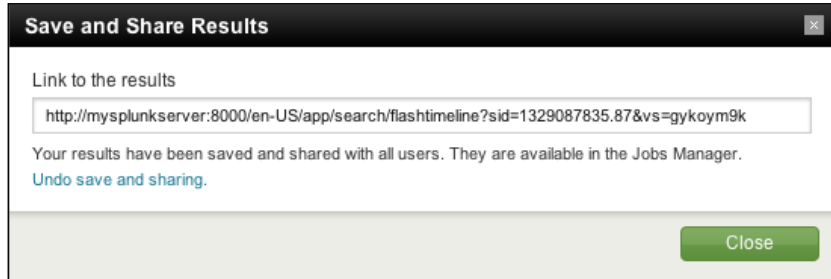 Save and Share Results
Link to the results
http://mysplunkserver:8000/en-US/app/search/flashtimeline?sid=1329087835.87&vs=gykoym9k
Your results have been saved and shared with all users. They are available in the Jobs Manager.
Undo save and sharing.
Close